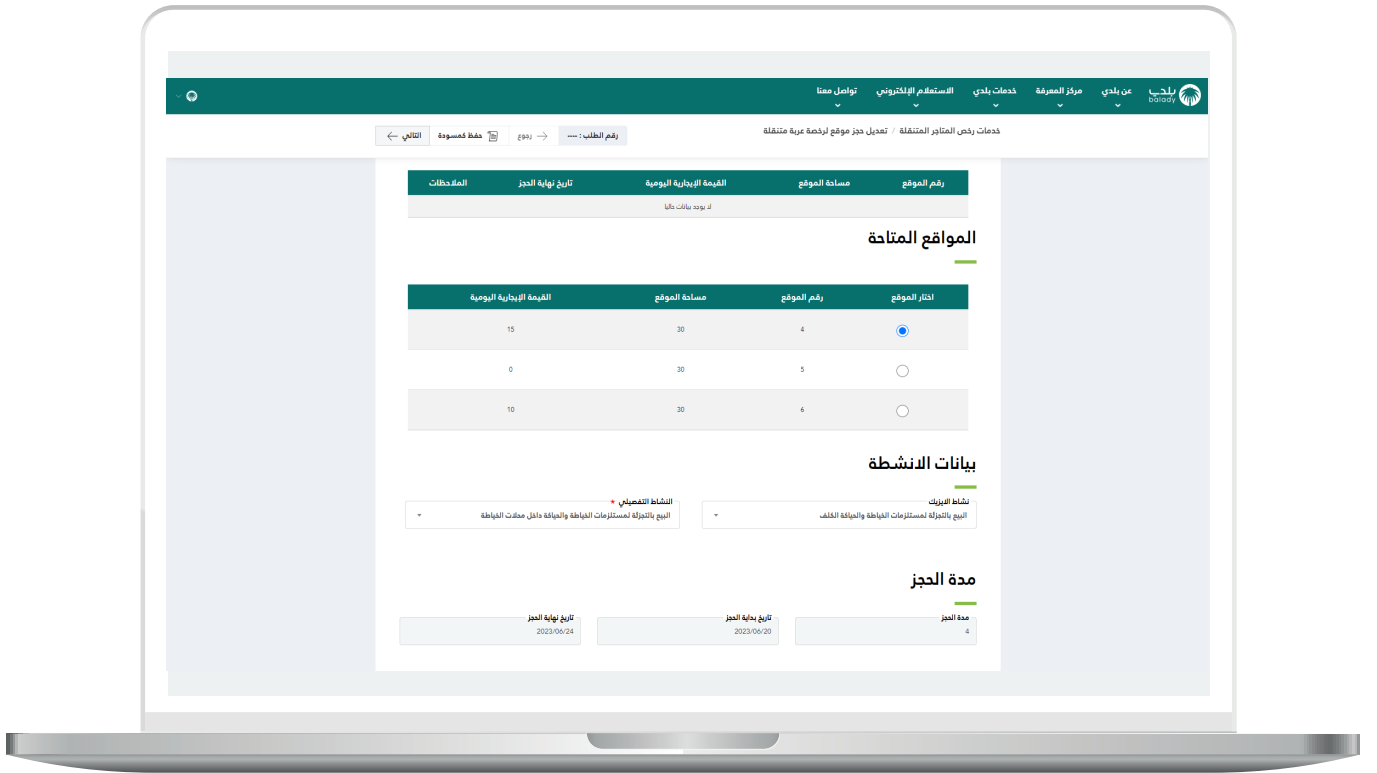 بلدي
balady
عن بلدي
مركز المعرفة
خدمات بلدي
الاستعلام الإلكتروني
تواصل معنا
خدمات رخص المتاجر المتنقلة / تعديل حجز موقع لرخصة عربة متنقلة
رقم الطلب : ----
رجوع
حفظ كمسودة
التالي
رقم الموقع مساحة الموقع القيمة الإيجارية اليومية تاريخ نهاية الحجز الملاحظات
لا يوجد بيانات حاليا
المواقع المتاحة
اختار الموقع رقم الموقع مساحة الموقع القيمة الإيجارية اليومية
4 30 15
5 30 0
6 30 10
بيانات الانشطة
نشاط الايزيك
البيع بالتجزئة لمستلزمات الخياطة والحياكة الكلف
النشاط التفصيلي *
البيع بالتجزئة لمستلزمات الخياطة والحياكة داخل محلات الخياطة
مدة الحجز
مدة الحجز
4
تاريخ بداية الحجز
2023/06/20
تاريخ نهاية الحجز
2023/06/24